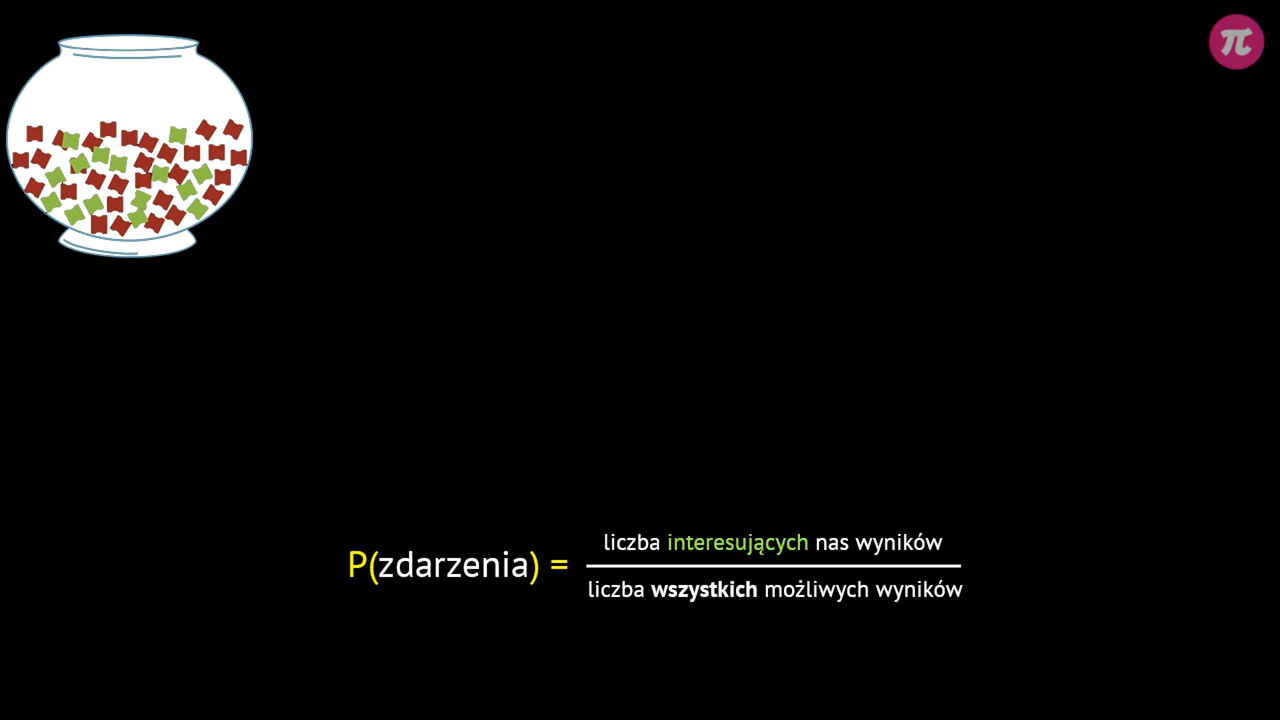 π
liczba interesujących nas wyników
P(zdarzenia) =
liczba wszystkich możliwych wyników